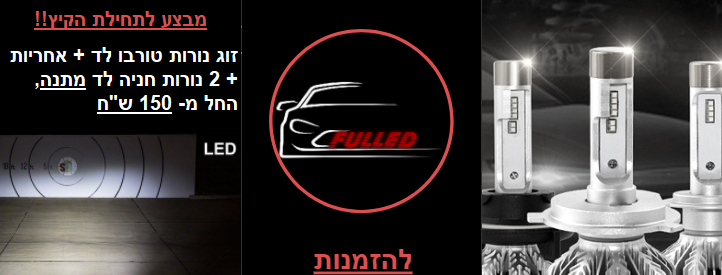 מבצע לתחילת הקיץ!!
זוג נורות טורבו לד + אחריות
+ 2 נורות חניה לד מתנה,
החל מ- 150 ש"ח
LED
FULLED
להזמנות